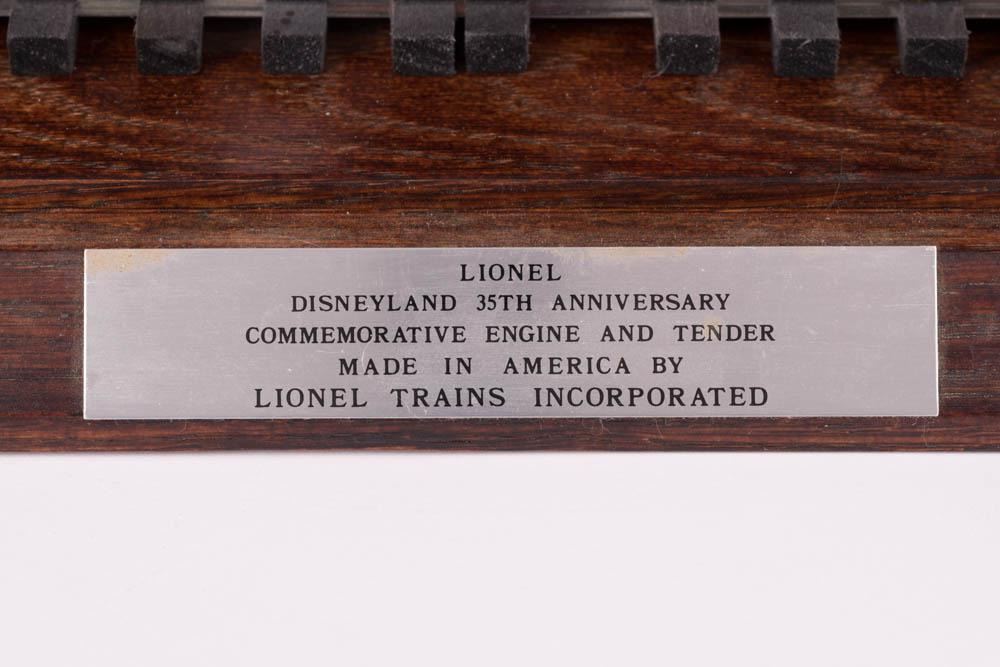 LIONEL
DISNEYLAND 35TH ANNIVERSARY
COMMEMORATIVE ENGINE AND TENDER
MADE IN AMERICA BY
LIONEL TRAINS INCORPORATED